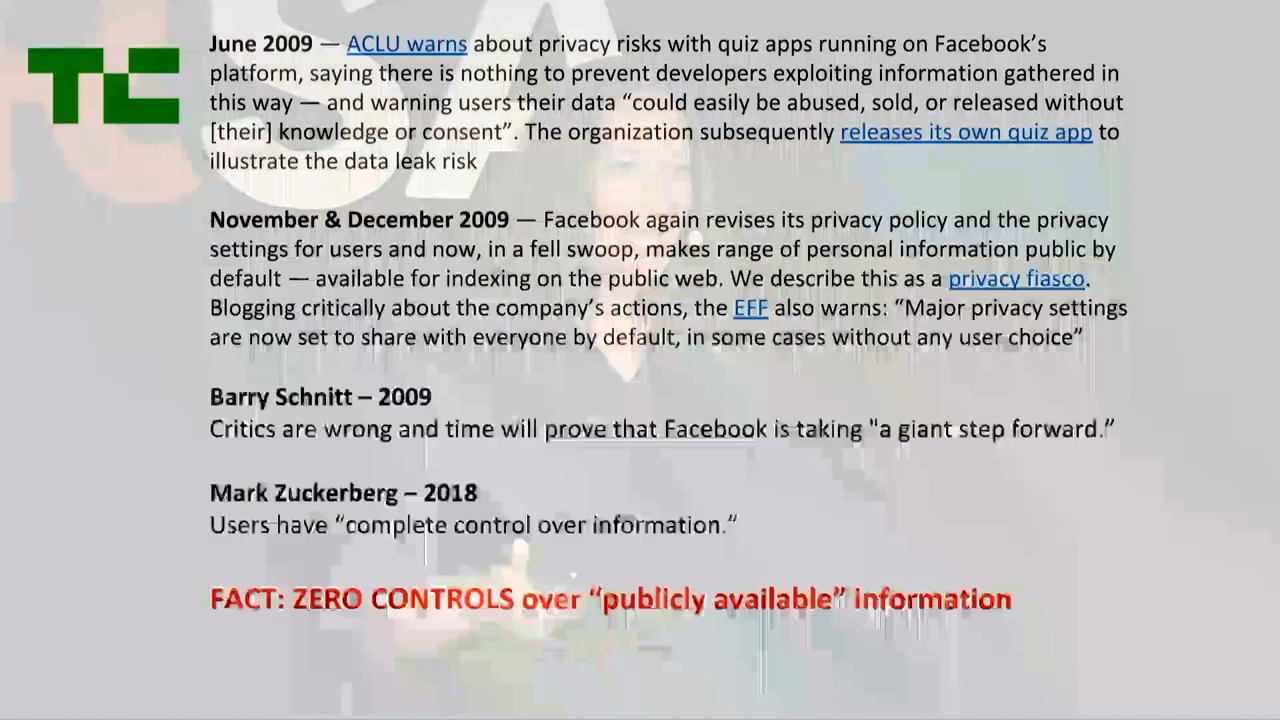 TC
June 2009 — ACLU warns about privacy risks with quiz apps running on Facebook’s
platform, saying there is nothing to prevent developers exploiting information gathered in
this way — and warning users their data “could easily be abused, sold, or released without
[their] knowledge or consent”. The organization subsequently releases its own quiz app to
illustrate the data leak risk
November & December 2009 — Facebook again revises its privacy policy and the privacy
settings for users and now, in a fell swoop, makes range of personal information public by
default — available for indexing on the public web. We describe this as a privacy fiasco.
Blogging critically about the company’s actions, the EFF also warns: “Major privacy settings
are now set to share with everyone by default, in some cases without any user choice”
Barry Schnitt – 2009
Critics are wrong and time will prove that Facebook is taking "a giant step forward.”
Mark Zuckerberg – 2018
Users have “complete control over information.”
FACT: ZERO CONTROLS over “publicly available” information